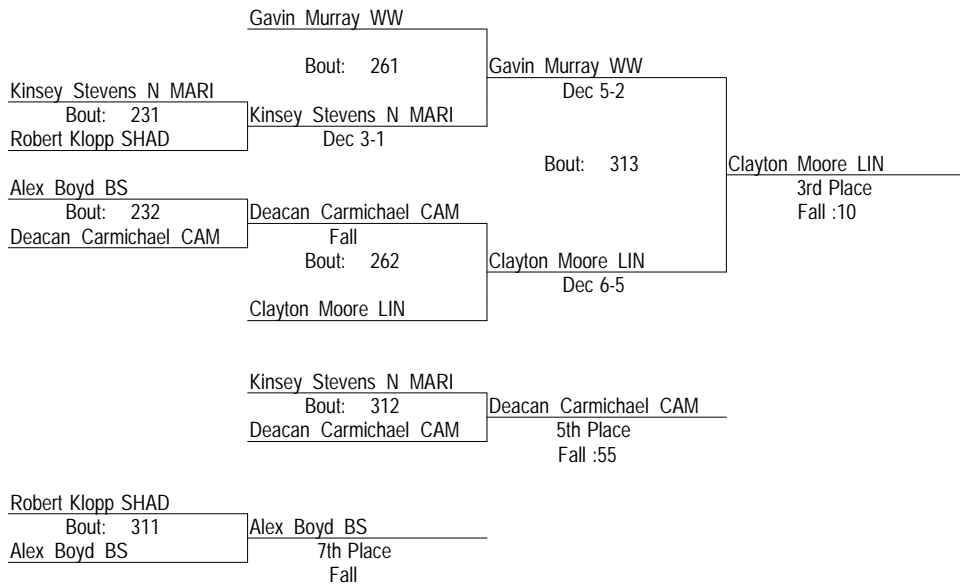 Gavin Murray WW
Bout: 261
Gavin Murray WW
Dec 5-2
Kinsey Stevens N MARI
Bout: 231
Robert Klopp SHAD
Kinsey Stevens N MARI
Dec 3-1
Bout: 313
Clayton Moore LIN
3rd Place
Fall :10
Alex Boyd BS
Bout: 232
Deacan Carmichael CAM
Deacan Carmichael CAM
Fall
Bout: 262
Clayton Moore LIN
Dec 6-5
Clayton Moore LIN
Kinsey Stevens N MARI
Bout: 312
Deacan Carmichael CAM
Deacan Carmichael CAM
5th Place
Fall :55
Robert Klopp SHAD
Bout: 311
Alex Boyd BS
Alex Boyd BS
7th Place
Fall